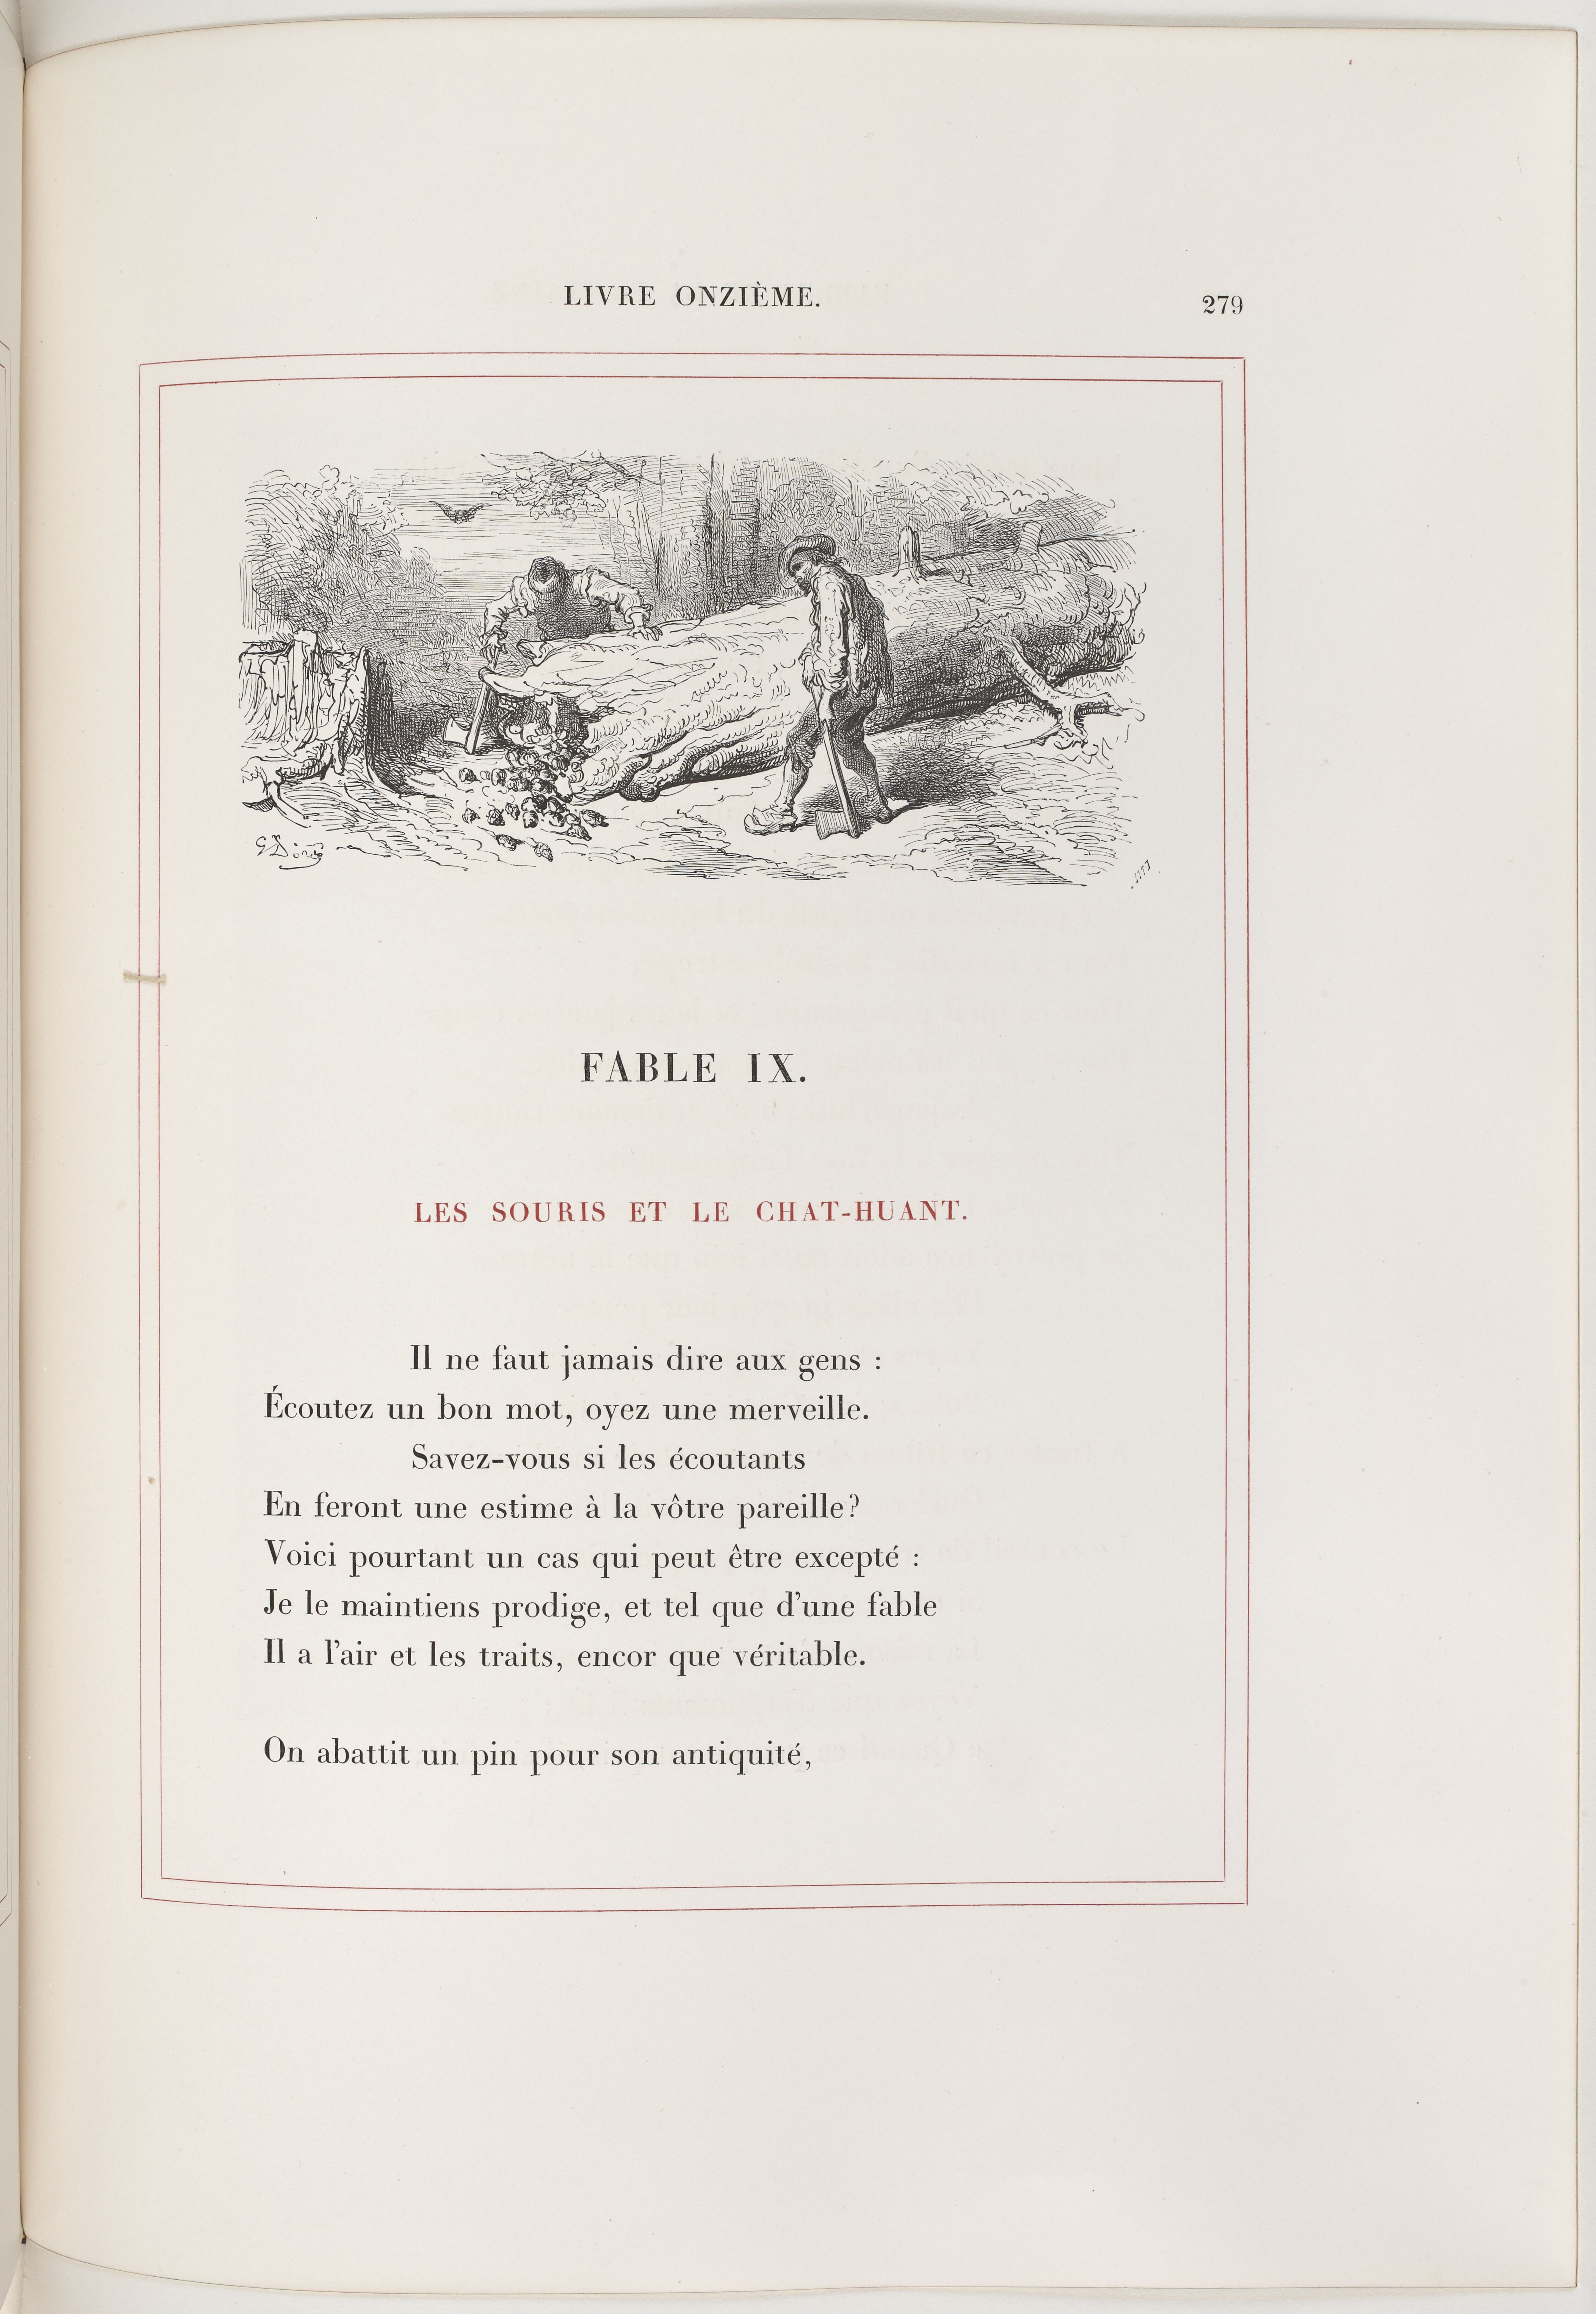 LIVRE ONZIÈME.
279
G Doré
FABLE IX.
LES SOURIS ET LE CHAT-HUANT.
Il ne faut jamais dire aux gens :
Écoutez un bon mot, oyez une merveille.
Savez-vous si les écoutants
En feront une estime à la vôtre pareille?
Voici pourtant un cas qui peut être excepté :
Je le maintiens prodige, et tel que d'une fable
Il a l'air et les traits, encor que véritable.
On abattit un pin pour son antiquité,